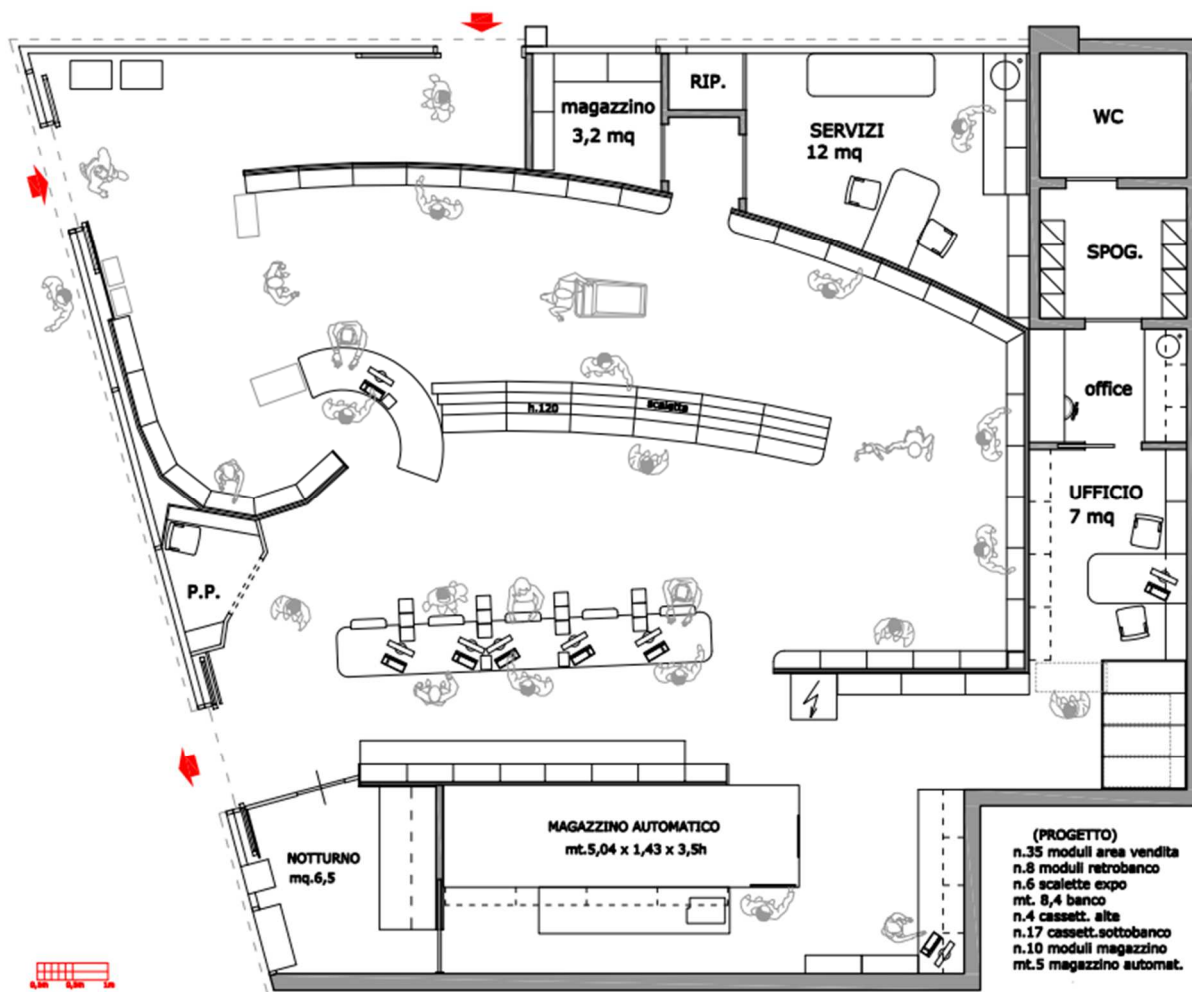 RIP.
magazzino
3,2 mq
SERVIZI
12 mq
WC
SPOG.
office
h.120
scaletta
UFFICIO
7 mq
P.P.
MAGAZZINO AUTOMATICO
mt.5,04 x 1,43 x 3,5h
NOTTURNO
mq.6,5
(PROGETTO)
n.35 moduli area vendita
n.8 moduli retrobanco
n.6 scalette expo
mt. 8,4 banco
n.4 cassett. alte
n.17 cassett.sottobanco
n.10 moduli magazzino
mt.5 magazzino automat.
1m